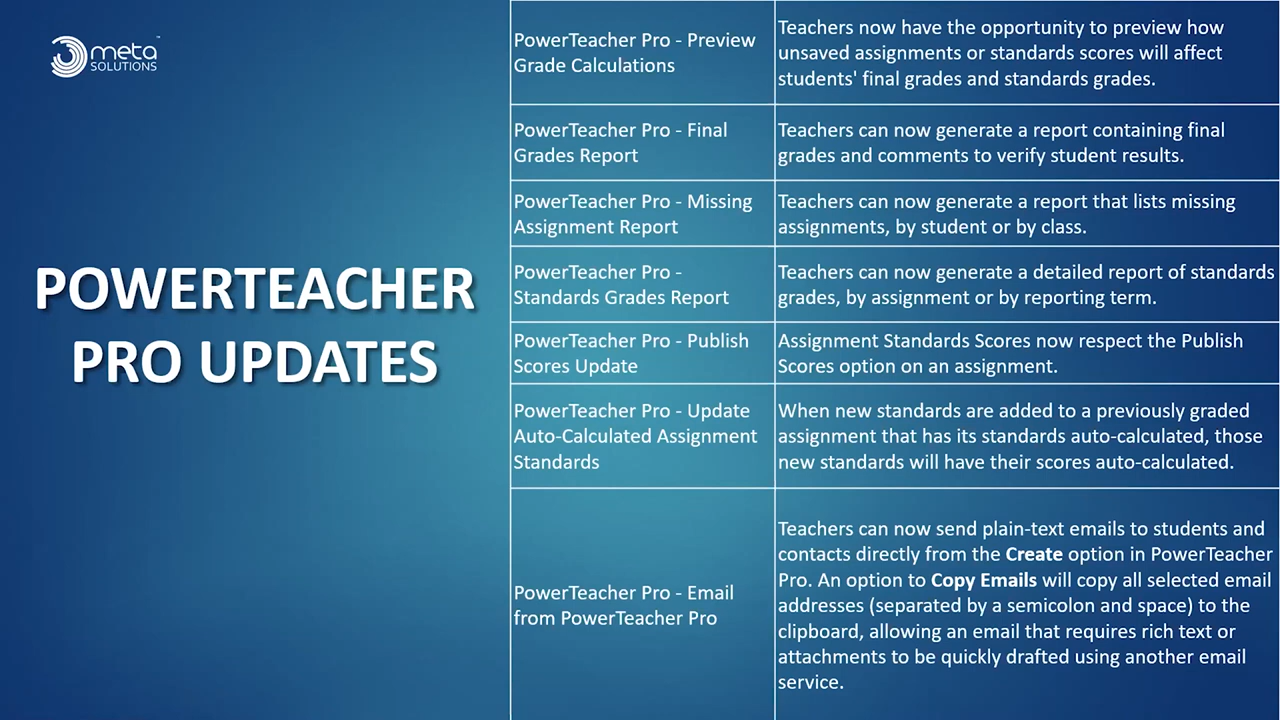 meta™
SOLUTIONS
POWERTEACHER
PRO UPDATES
PowerTeacher Pro - Preview
Grade Calculations
Teachers now have the opportunity to preview how
unsaved assignments or standards scores will affect
students' final grades and standards grades.
PowerTeacher Pro - Final
Grades Report
Teachers can now generate a report containing final
grades and comments to verify student results.
PowerTeacher Pro - Missing
Assignment Report
Teachers can now generate a report that lists missing
assignments, by student or by class.
PowerTeacher Pro -
Standards Grades Report
Teachers can now generate a detailed report of standards
grades, by assignment or by reporting term.
PowerTeacher Pro - Publish
Scores Update
Assignment Standards Scores now respect the Publish
Scores option on an assignment.
PowerTeacher Pro - Update
Auto-Calculated Assignment
Standards
When new standards are added to a previously graded
assignment that has its standards auto-calculated, those
new standards will have their scores auto-calculated.
PowerTeacher Pro - Email
from PowerTeacher Pro
Teachers can now send plain-text emails to students and
contacts directly from the Create option in PowerTeacher
Pro. An option to Copy Emails will copy all selected email
addresses (separated by a semicolon and space) to the
clipboard, allowing an email that requires rich text or
attachments to be quickly drafted using another email
service.